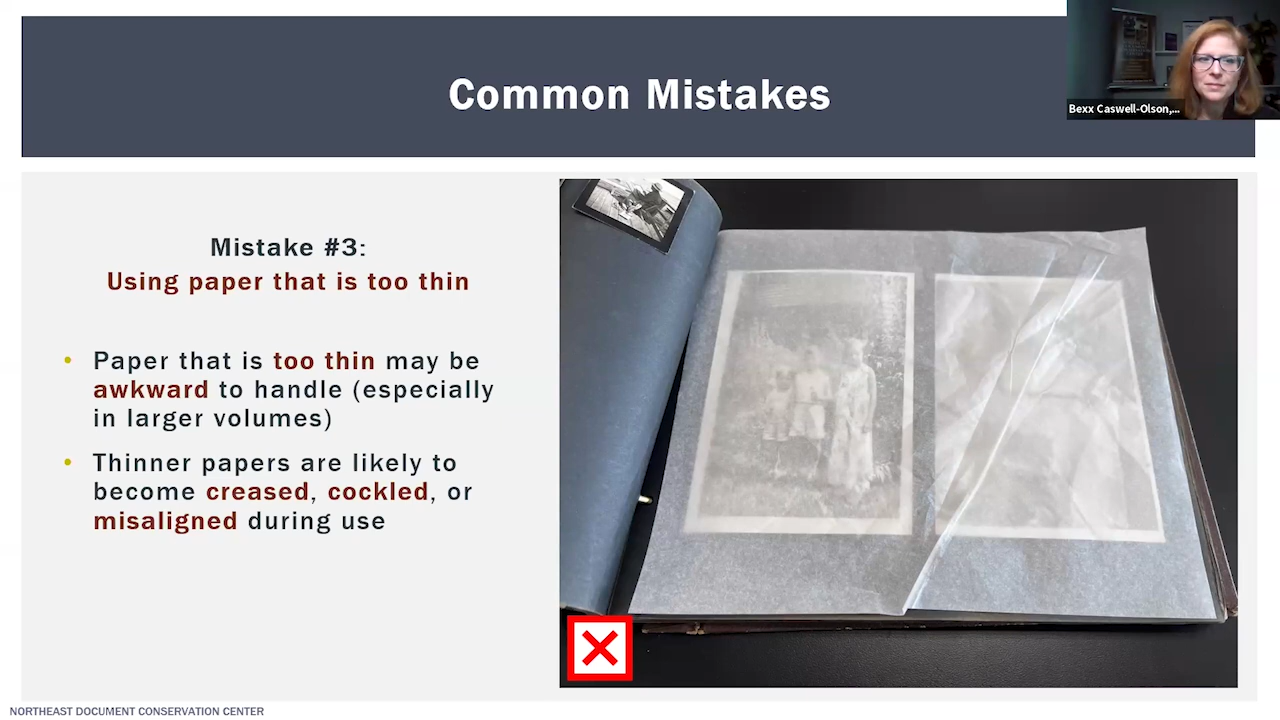 Common Mistakes
Bexx Caswell-Olson,...
Mistake #3:
Using paper that is too thin
• Paper that is too thin may be
awkward to handle (especially
in larger volumes)
• Thinner papers are likely to
become creased, cockled, or
misaligned during use
NORTHEAST DOCUMENT CONSERVATION CENTER